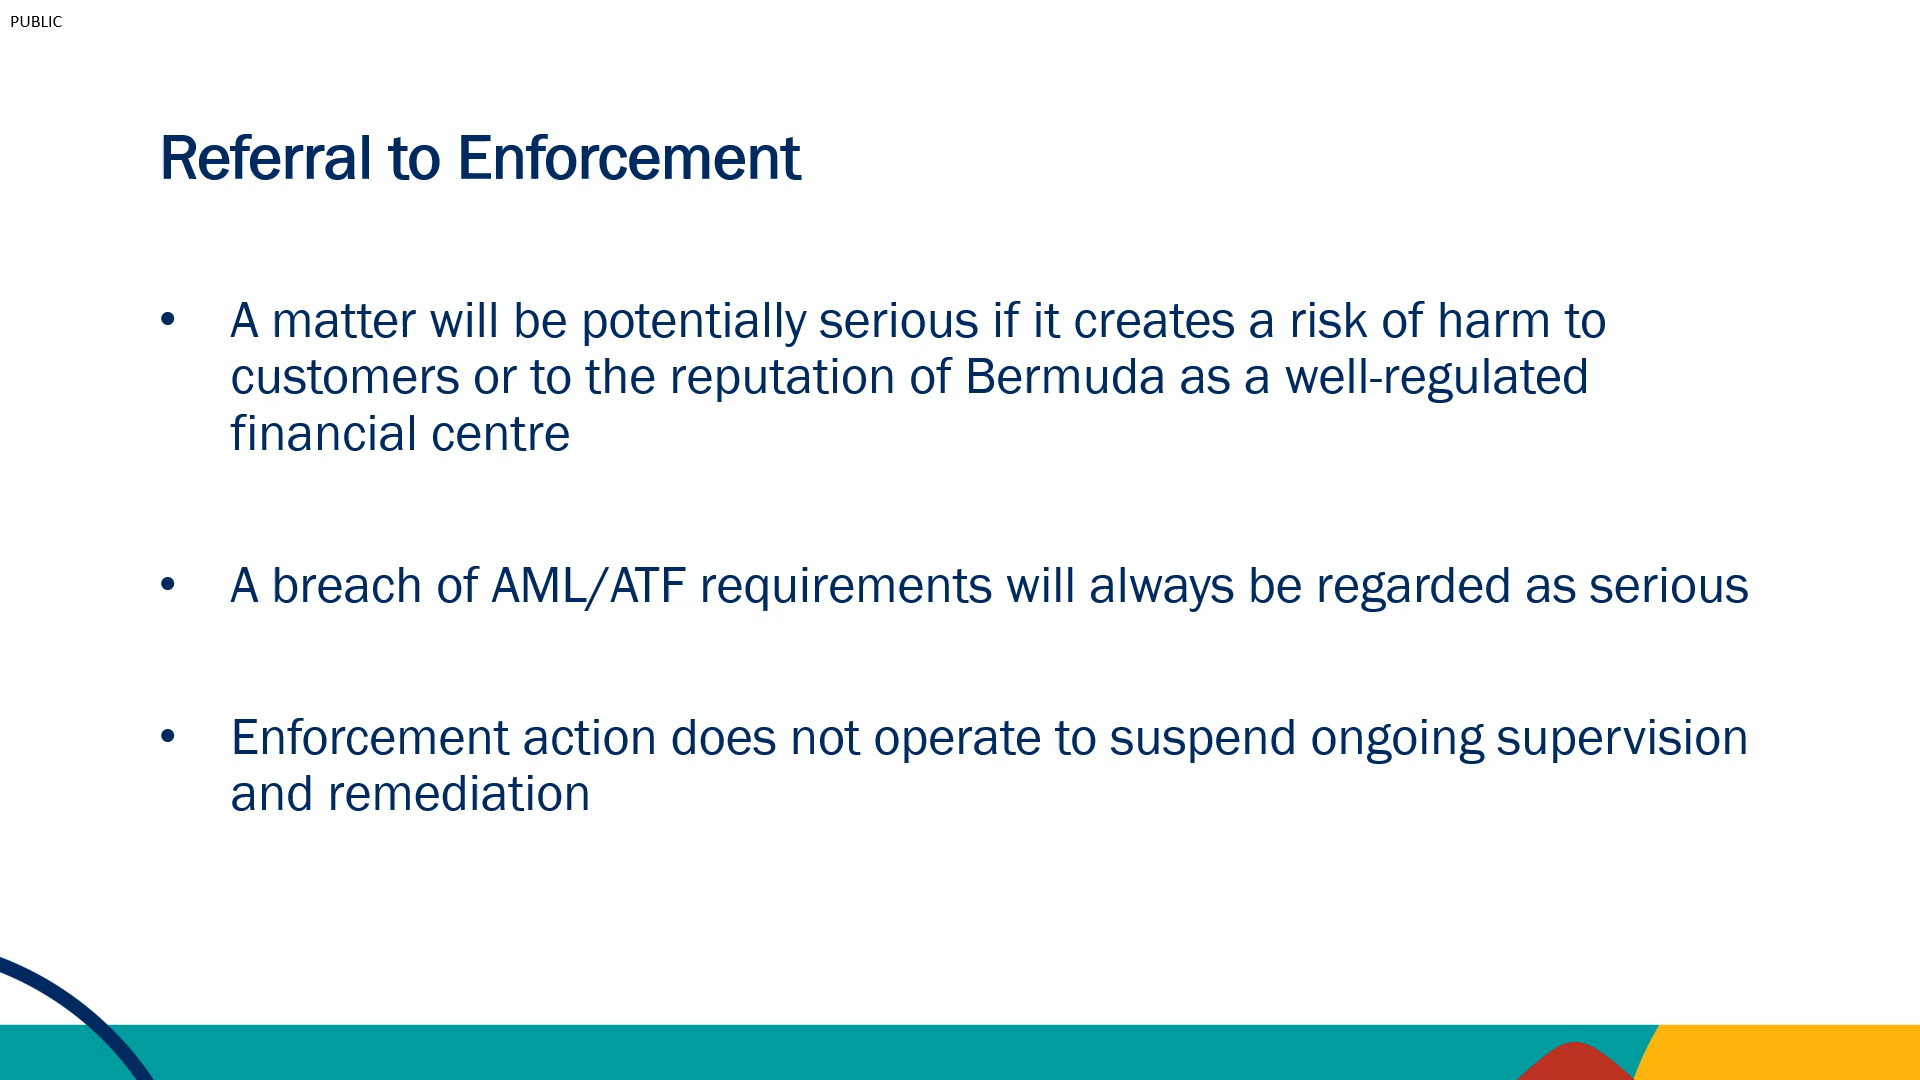 PUBLIC
Referral to Enforcement
• A matter will be potentially serious if it creates a risk of harm to
customers or to the reputation of Bermuda as a well-regulated
financial centre
• A breach of AML/ATF requirements will always be regarded as serious
• Enforcement action does not operate to suspend ongoing supervision
and remediation